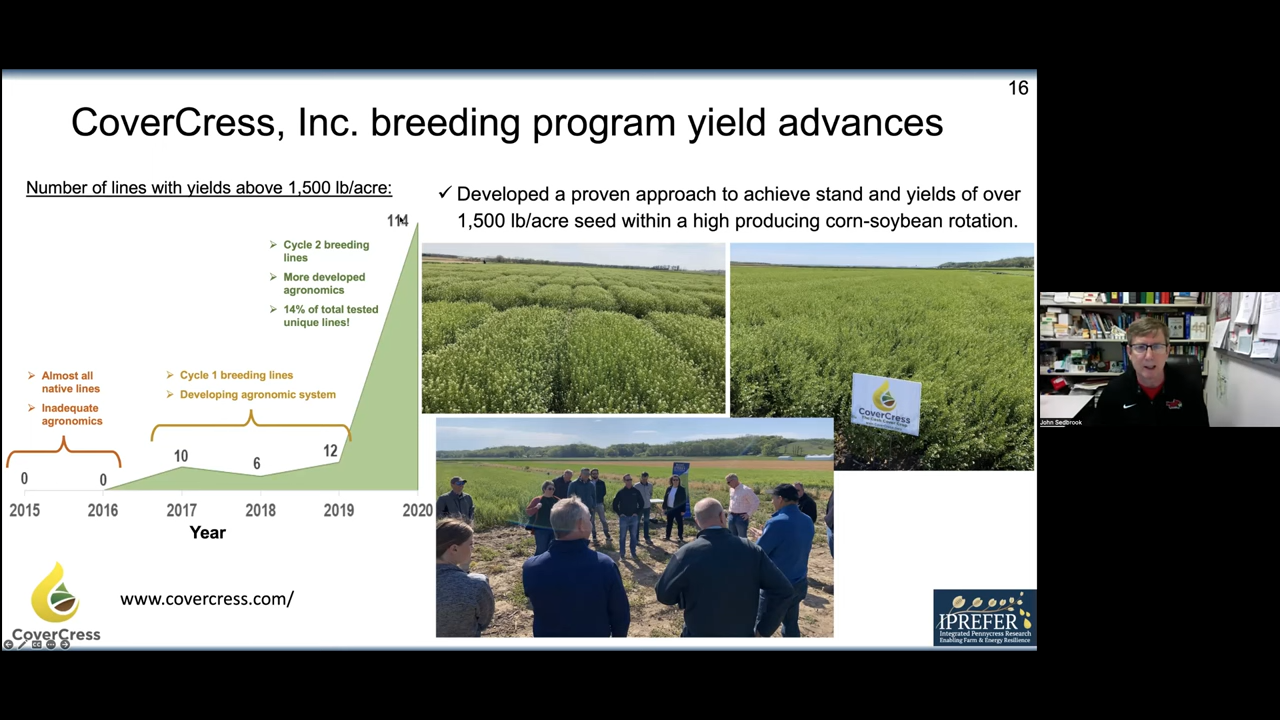 16
CoverCress, Inc. breeding program yield advances
Number of lines with yields above 1,500 lb/acre:
114
➢ Cycle 2 breeding
lines
➢ More developed
agronomics
➢ 14% of total tested
unique lines!
➢ Almost all
native lines
➢ Inadequate
agronomics
➢ Cycle 1 breeding lines
➢ Developing agronomic system
0
0
10
6
12
2015
2016
2017
2018
2019
2020
Year
✓ Developed a proven approach to achieve stand and yields of over
1,500 lb/acre seed within a high producing corn-soybean rotation.
CoverCress
www.covercress.com/
CoverCress
IPREFER
Integrated Pennycress Research
Enabling Farm & Energy Resilience
John Sedbrook